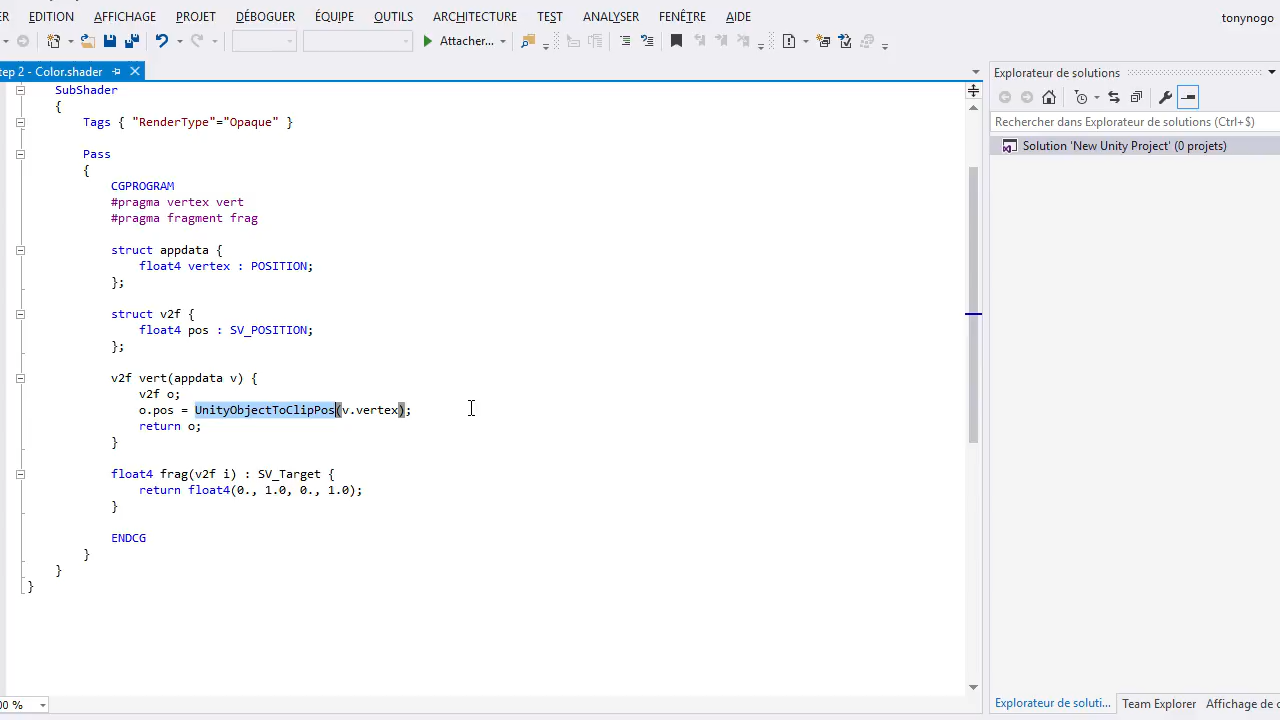 ER EDITION AFFICHAGE PROJET DÉBOGUER ÉQUIPE OUTILS ARCHITECTURE TEST ANALYSER FENÊTRE AIDE
tonynogo
Attacher...
tep 2 - Color.shader
SubShader
{
Tags { "RenderType"="Opaque" }
Pass
{
CGPROGRAM
#pragma vertex vert
#pragma fragment frag
struct appdata {
float4 vertex : POSITION;
};
struct v2f {
float4 pos : SV_POSITION;
};
v2f vert(appdata v) {
v2f o;
o.pos = UnityObjectToClipPos(v.vertex);
return o;
}
float4 frag(v2f i) : SV_Target {
return float4(0., 1.0, 0., 1.0);
}
ENDCG
}
}
}
00 %
Explorateur de solutions
Rechercher dans Explorateur de solutions (Ctrl+$)
Solution 'New Unity Project' (0 projets)
Explorateur de soluti... Team Explorer Affichage de c